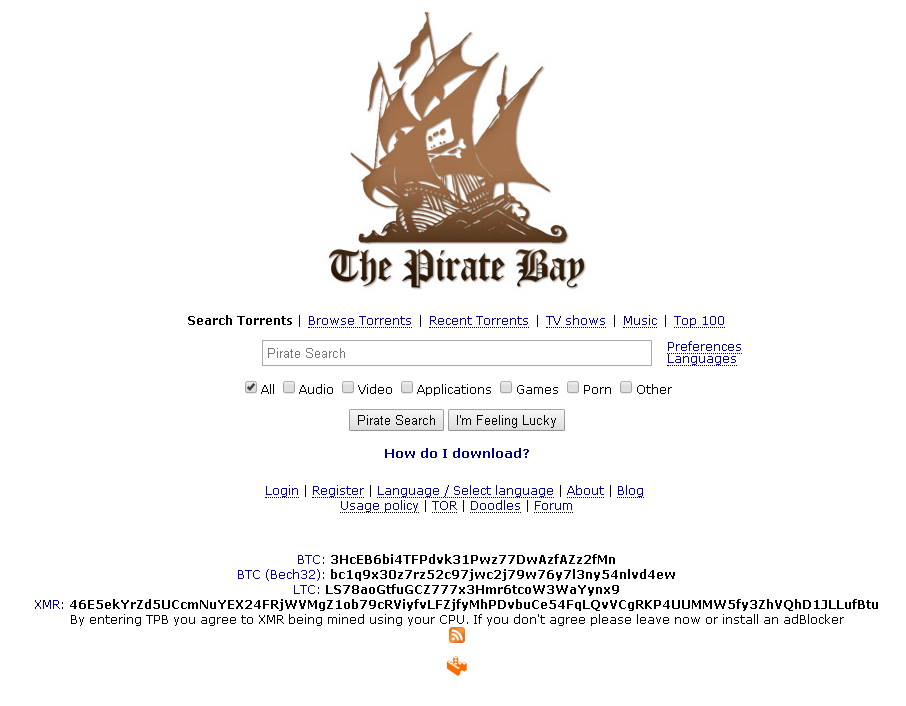 The Pirate Bay
Search Torrents | Browse Torrents | Recent Torrents | TV shows | Music | Top 100
Pirate Search
Preferences
Languages
All Audio Video Applications Games Porn Other
Pirate Search I'm Feeling Lucky
How do I download?
Login | Register | Language / Select language | About | Blog
Usage policy | TOR | Doodles | Forum
BTC: 3HcEB6bi4TFPdvk31Pwz77DwAzfAZz2fMn
BTC (Bech32): bc1q9x30z7rz52c97jwc2j79w76y7l3ny54nlvd4ew
LTC: LS78aoGtfuGCZ777x3Hmr6tcoW3WaYynx9
XMR: 46E5ekYrZd5UCcmNuYEX24FRjWVMgZ1ob79cRViyfvLFZjfyMhPDvbuCe54FqLQvVCgRKP4UUMMW5fy3ZhVQhD1JLLufBtu
By entering TPB you agree to XMR being mined using your CPU. If you don't agree please leave now or install an adBlocker